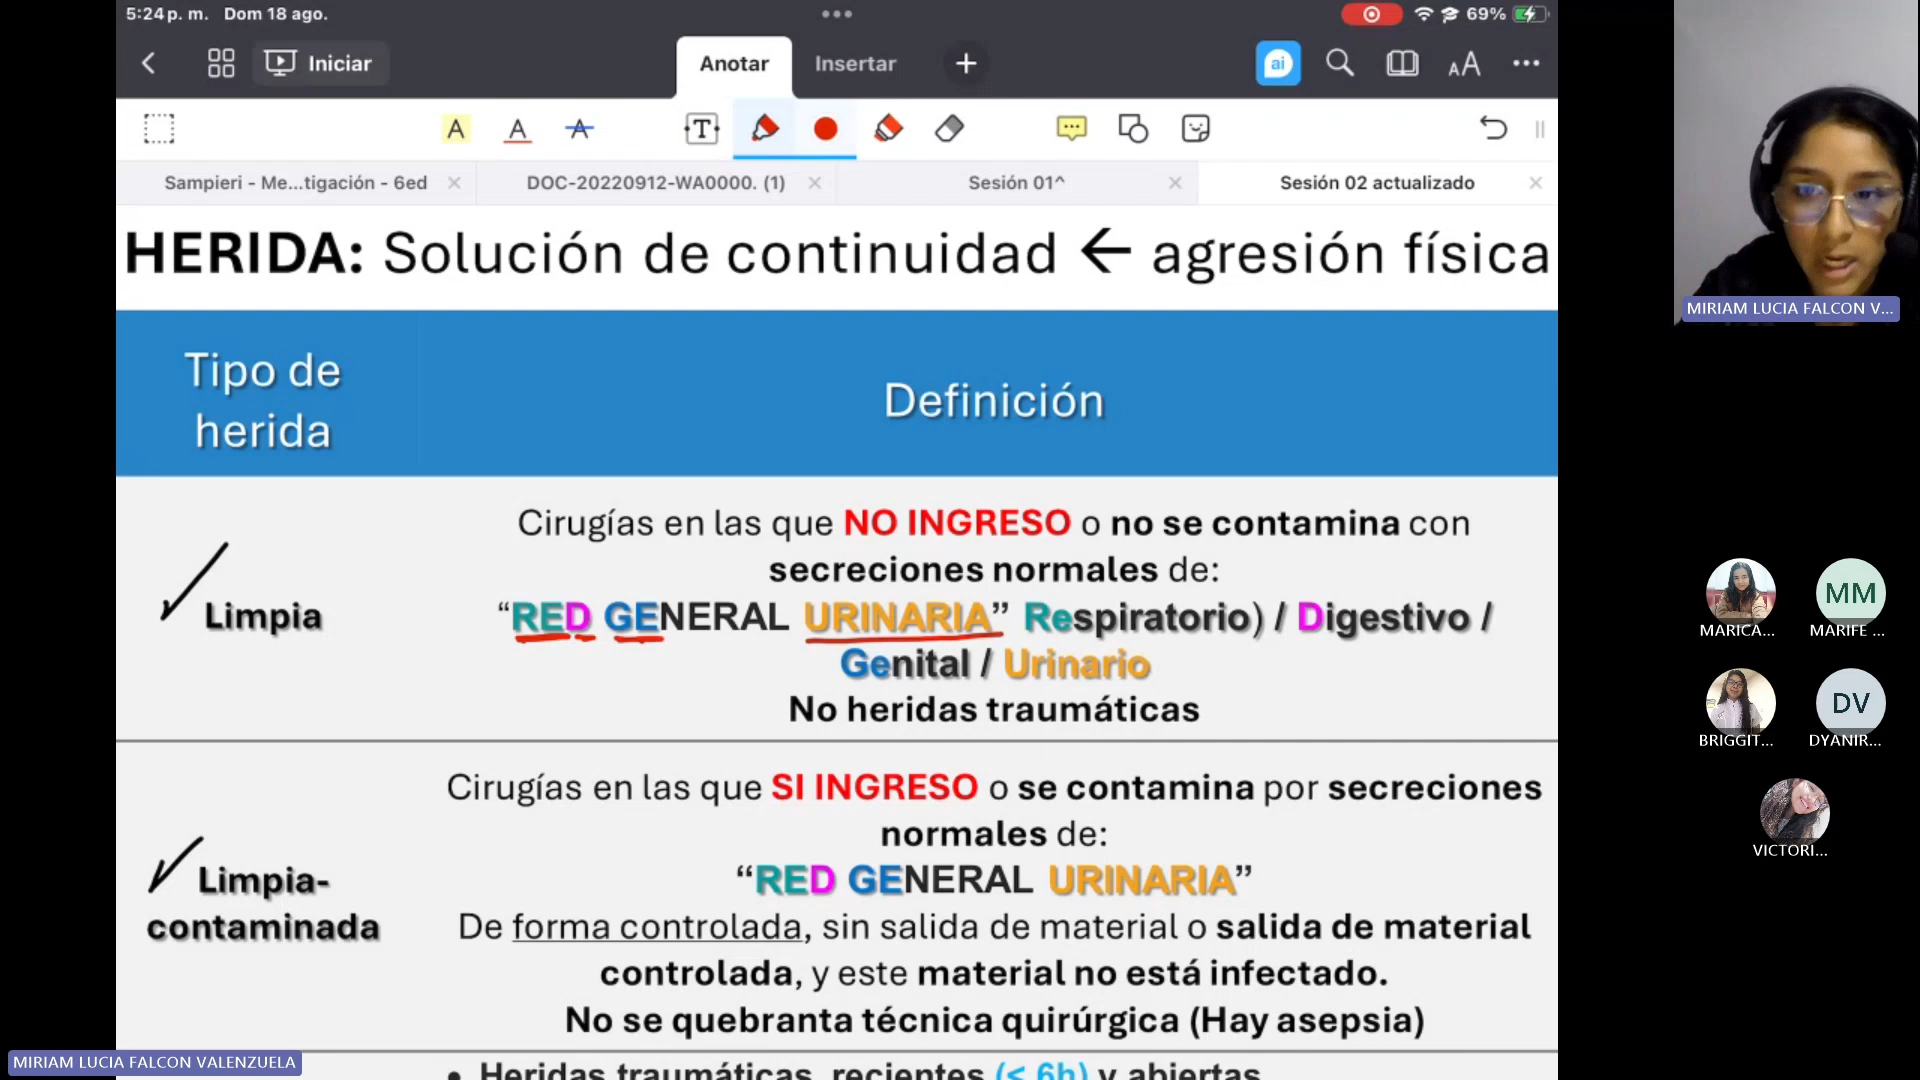 5:24 p. m. Dom 18 ago.
69%
Iniciar
Anotar
Insertar
ai
AA
A
A
A
T
Sampieri - Me...tigación - 6ed
DOC-20220912-WA0000. (1)
Sesión 01^
Sesión 02 actualizado
HERIDA: Solución de continuidad ← agresión física
Tipo de
herida
Definición
Limpia
Cirugías en las que NO INGRESO o no se contamina con
secreciones normales de:
“RED GENERAL URINARIA” Respiratorio) / Digestivo /
Genital / Urinario
No heridas traumáticas
Limpia-
contaminada
Cirugías en las que SI INGRESO o se contamina por secreciones
normales de:
“RED GENERAL URINARIA”
De forma controlada, sin salida de material o salida de material
controlada, y este material no está infectado.
No se quebranta técnica quirúrgica (Hay asepsia)
• Heridas traumáticas, recientes (< 6h) y abiertas
MIRIAM LUCIA FALCON V...
MARICA...
MM
MARIFE ...
BRIGGIT...
DV
DYANIR...
VICTORI...
MIRIAM LUCIA FALCON VALENZUELA